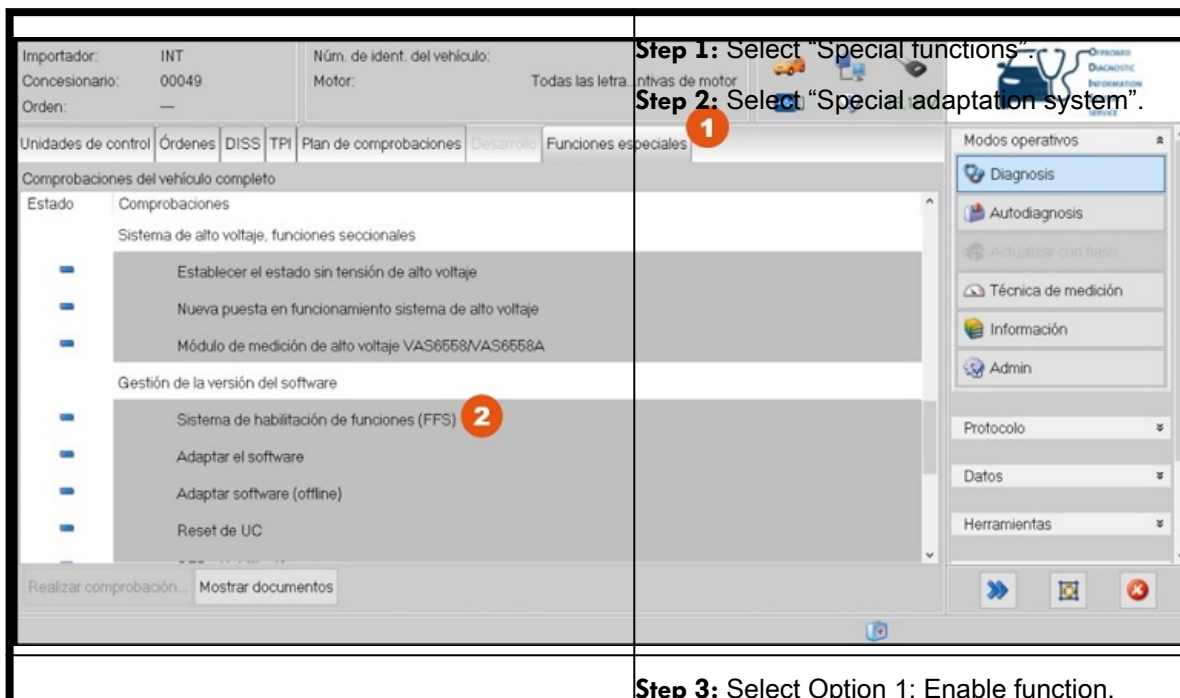 Step 1: Select “Special functions”.
Step 2: Select “Special adaptation system”.
Importador: INT
Concesionario: 00049
Orden: —
Núm. de ident. del vehículo:
Motor: Todas las letra...ntivas de motor
OFFBOARD
DIAGNOSTIC
INFORMATION
SERVICE
Unidades de control Órdenes DISS TPI Plan de comprobaciones Desarrollo Funciones especiales
1
Comprobaciones del vehículo completo
Estado Comprobaciones
Sistema de alto voltaje, funciones seccionales
Establecer el estado sin tensión de alto voltaje
Nueva puesta en funcionamiento sistema de alto voltaje
Módulo de medición de alto voltaje VAS6558/VAS6558A
Gestión de la versión del software
Sistema de habilitación de funciones (FFS) 2
Adaptar el software
Adaptar software (offline)
Reset de UC
Realizar comprobación... Mostrar documentos
Modos operativos
Diagnosis
Autodiagnosis
Actualizar con flash
Técnica de medición
Información
Admin
Protocolo
Datos
Herramientas
Step 3: Select Option 1: Enable function.